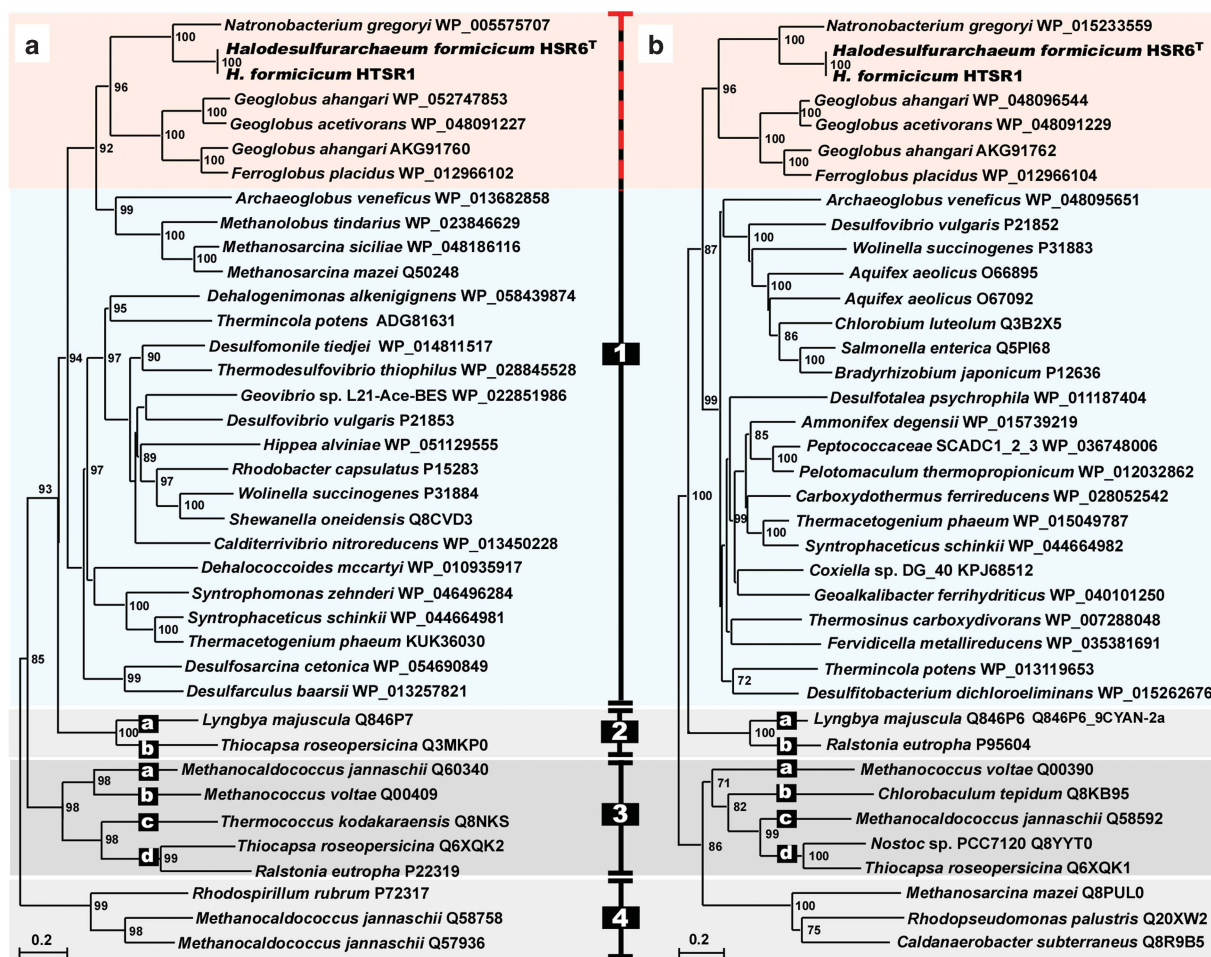 a
Natronobacterium gregoryi WP_005575707
100
Halodesulfurarchaeum formicicum HSR6T
100
H. formicicum HTSR1
96
Geoglobus ahangari WP_052747853
100
Geoglobus acetivorans WP_048091227
100
Geoglobus ahangari AKG91760
100
Ferroglobus placidus WP_012966102
92
Archaeoglobus veneficus WP_013682858
99
Methanolobus tindarius WP_023846629
100
Methanosarcina siciliae WP_048186116
100
Methanosarcina mazei Q50248
Dehalogenimonas alkenigignens WP_058439874
95
Thermincola potens ADG81631
94
97
Desulfomonile tiedjei WP_014811517
90
Thermodesulfovibrio thiophilus WP_028845528
Geovibrio sp. L21-Ace-BES WP_022851986
Desulfovibrio vulgaris P21853
Hippea alviniae WP_051129555
89
97
Rhodobacter capsulatus P15283
97
Wolinella succinogenes P31884
100
Shewanella oneidensis Q8CVD3
93
Calditerrivibrio nitroreducens WP_013450228
Dehalococcoides mccartyi WP_010935917
Syntrophomonas zehnderi WP_046496284
100
Syntrophaceticus schinkii WP_044664981
100
Thermacetogenium phaeum KUK36030
85
Desulfosarcina cetonica WP_054690849
99
Desulfarculus baarsii WP_013257821
a
Lyngbya majuscula Q846P7
100
b
Thiocapsa roseopersicina Q3MKP0
a
Methanocaldococcus jannaschii Q60340
98
b
Methanococcus voltae Q00409
98
c
Thermococcus kodakaraensis Q8NKS
98
Thiocapsa roseopersicina Q6XQK2
d
99
Ralstonia eutropha P22319
Rhodospirillum rubrum P72317
99
Methanocaldococcus jannaschii Q58758
98
Methanocaldococcus jannaschii Q57936
0.2
1
2
3
4
b
Natronobacterium gregoryi WP_015233559
100
Halodesulfurarchaeum formicicum HSR6T
100
H. formicicum HTSR1
96
Geoglobus ahangari WP_048096544
100
Geoglobus acetivorans WP_048091229
100
Geoglobus ahangari AKG91762
100
Ferroglobus placidus WP_012966104
Archaeoglobus veneficus WP_048095651
Desulfovibrio vulgaris P21852
100
87
Wolinella succinogenes P31883
Aquifex aeolicus O66895
100
Aquifex aeolicus O67092
Chlorobium luteolum Q3B2X5
86
Salmonella enterica Q5PI68
100
Bradyrhizobium japonicum P12636
99
Desulfotalea psychrophila WP_011187404
Ammonifex degensii WP_015739219
85
Peptococcaceae SCADC1_2_3 WP_036748006
100
Pelotomaculum thermopropionicum WP_012032862
100
Carboxydothermus ferrireducens WP_028052542
99
Thermacetogenium phaeum WP_015049787
100
Syntrophaceticus schinkii WP_044664982
Coxiella sp. DG_40 KPJ68512
Geoalkalibacter ferrihydriticus WP_040101250
Thermosinus carboxydivorans WP_007288048
Fervidicella metallireducens WP_035381691
Thermincola potens WP_013119653
72
Desulfitobacterium dichloroeliminans WP_015262676
a
Lyngbya majuscula Q846P6 Q846P6_9CYAN-2a
100
b
Ralstonia eutropha P95604
a
Methanococcus voltae Q00390
71
b
Chlorobaculum tepidum Q8KB95
82
c
Methanocaldococcus jannaschii Q58592
99
86
Nostoc sp. PCC7120 Q8YYT0
d
100
Thiocapsa roseopersicina Q6XQK1
Methanosarcina mazei Q8PUL0
100
Rhodopseudomonas palustris Q20XW2
75
Caldanaerobacter subterraneus Q8R9B5
0.2